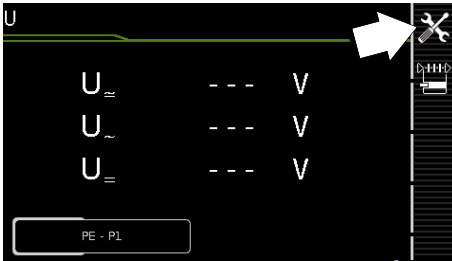 U
U≃ --- V
U~ --- V
U= --- V
PE - P1